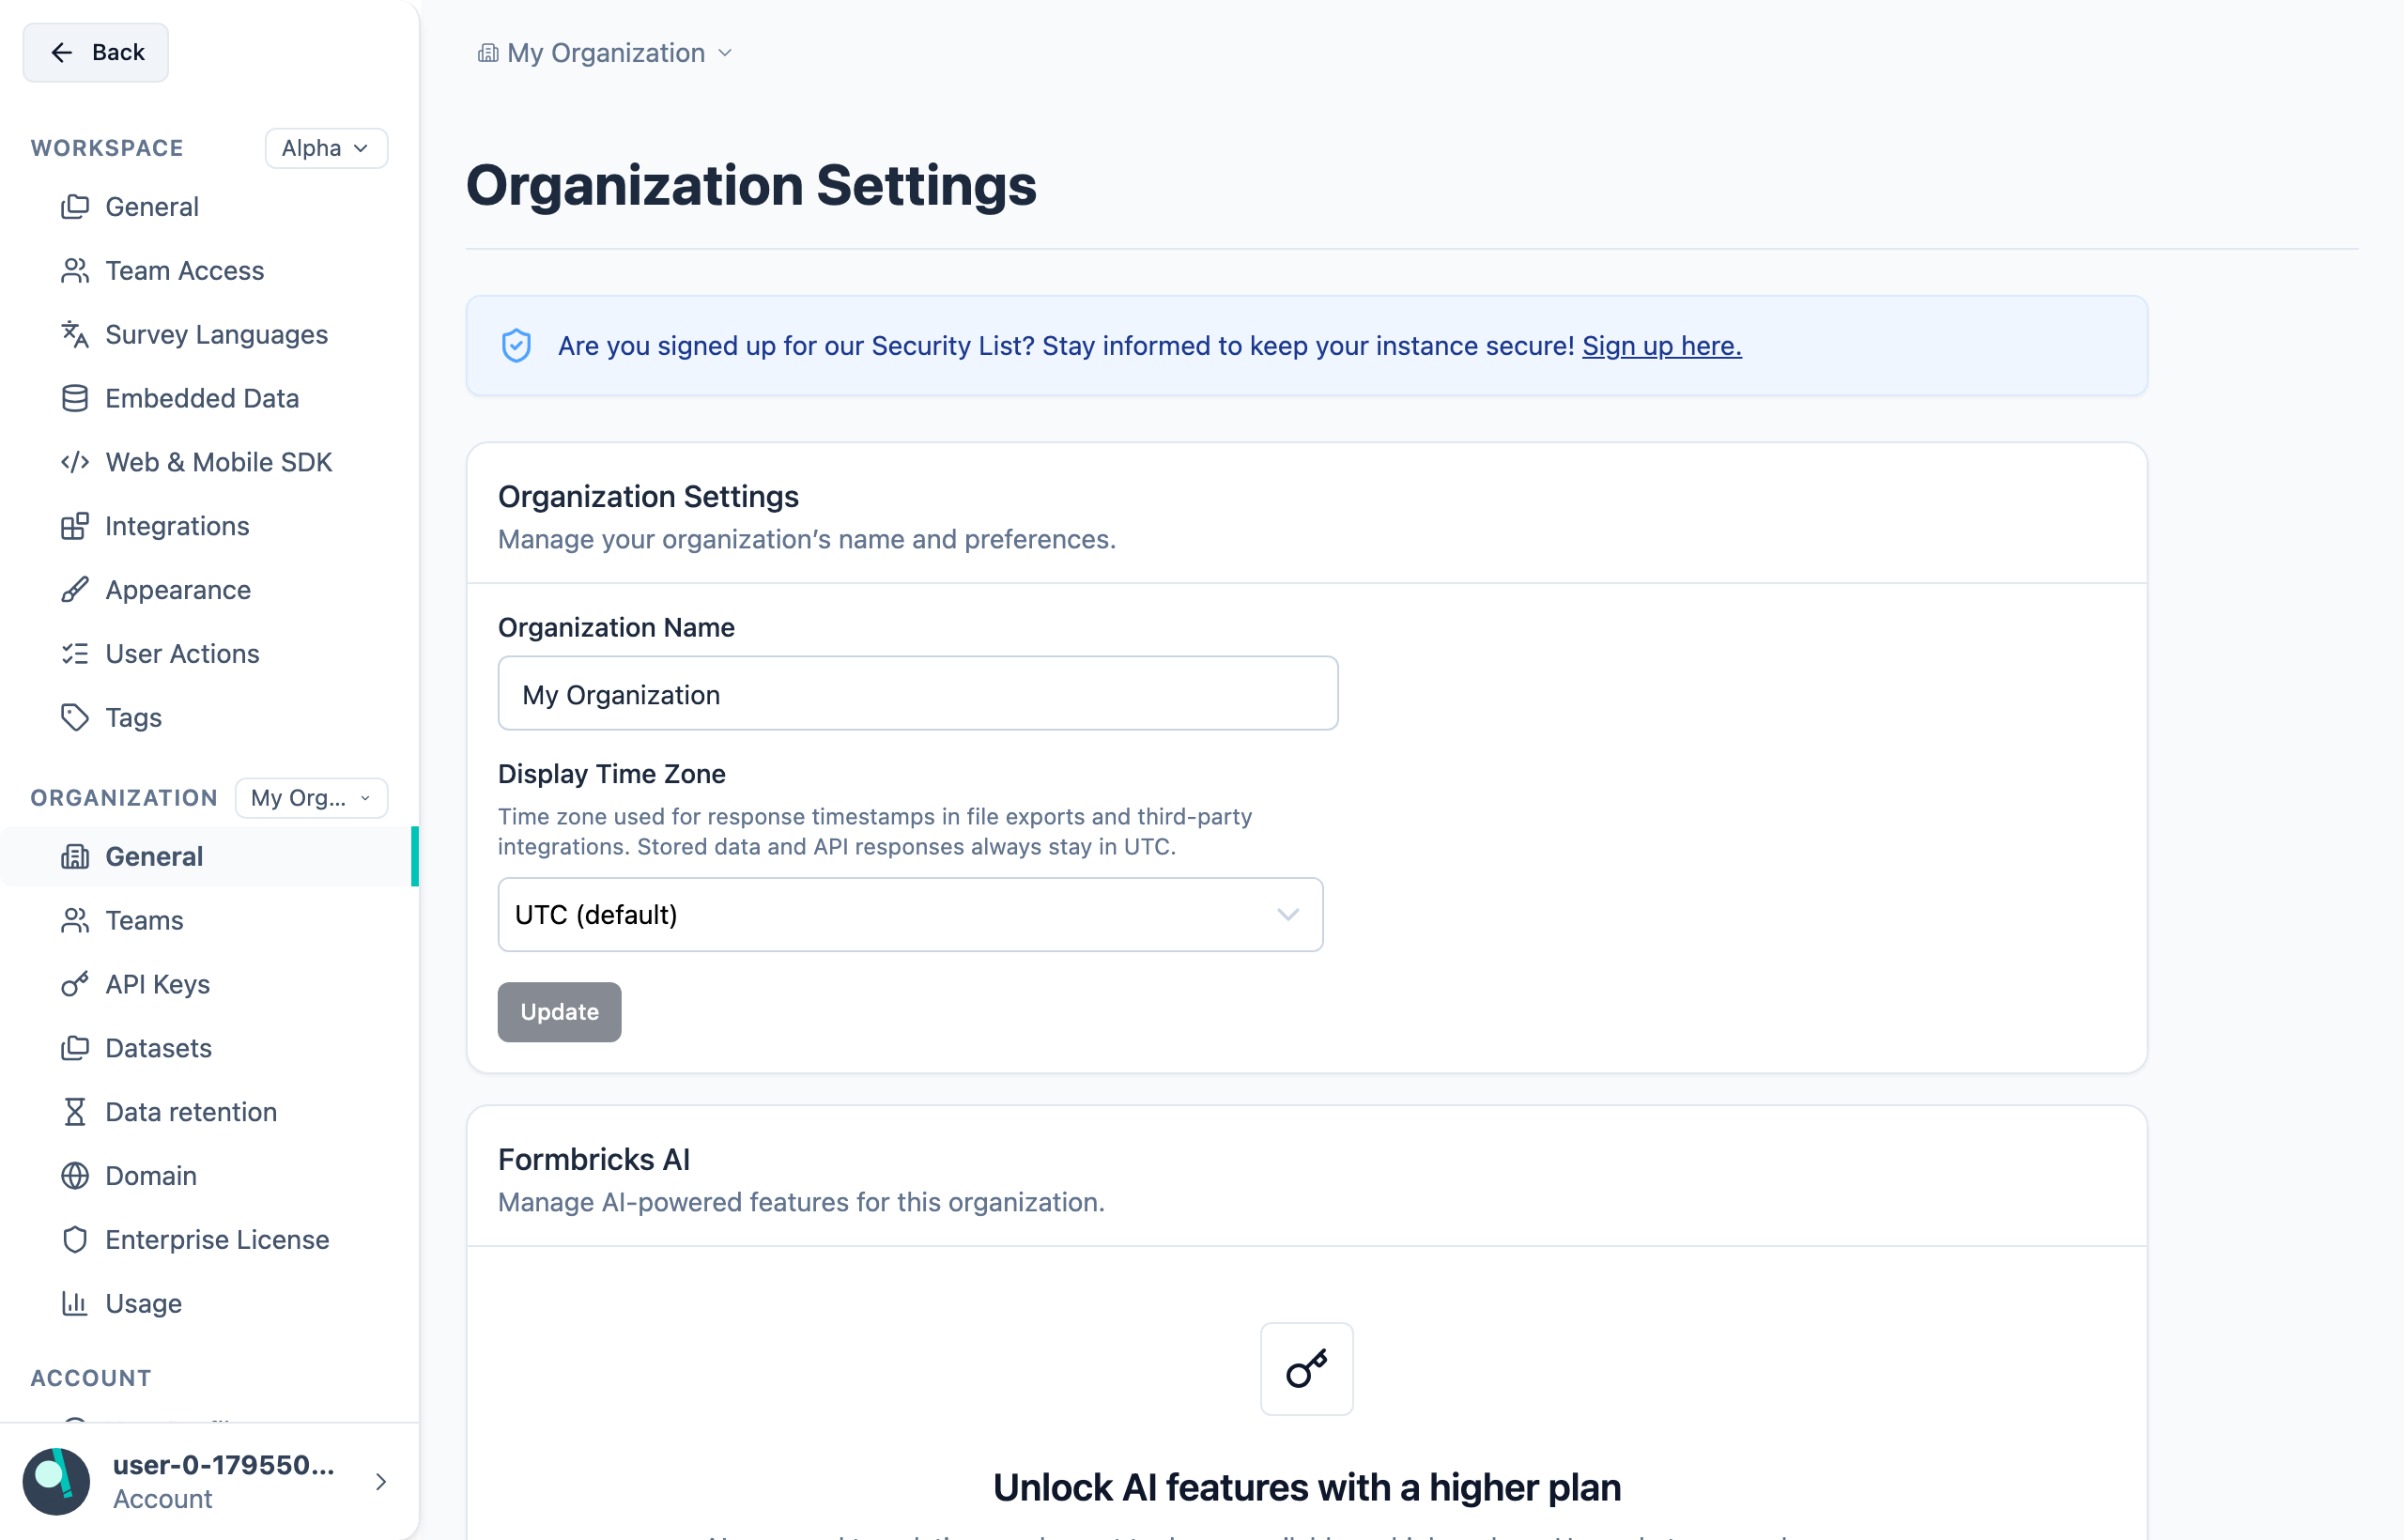 Back
WORKSPACE
Alpha
General
Team Access
Survey Languages
Embedded Data
Web & Mobile SDK
Integrations
Appearance
User Actions
Tags
ORGANIZATION
My Org...
General
Teams
API Keys
Datasets
Data retention
Domain
Enterprise License
Usage
ACCOUNT
user-0-179550...
Account
My Organization
Organization Settings
Are you signed up for our Security List? Stay informed to keep your instance secure! Sign up here.
Organization Settings
Manage your organization’s name and preferences.
Organization Name
My Organization
Display Time Zone
Time zone used for response timestamps in file exports and third-party
integrations. Stored data and API responses always stay in UTC.
UTC (default)
Update
Formbricks AI
Manage AI-powered features for this organization.
Unlock AI features with a higher plan